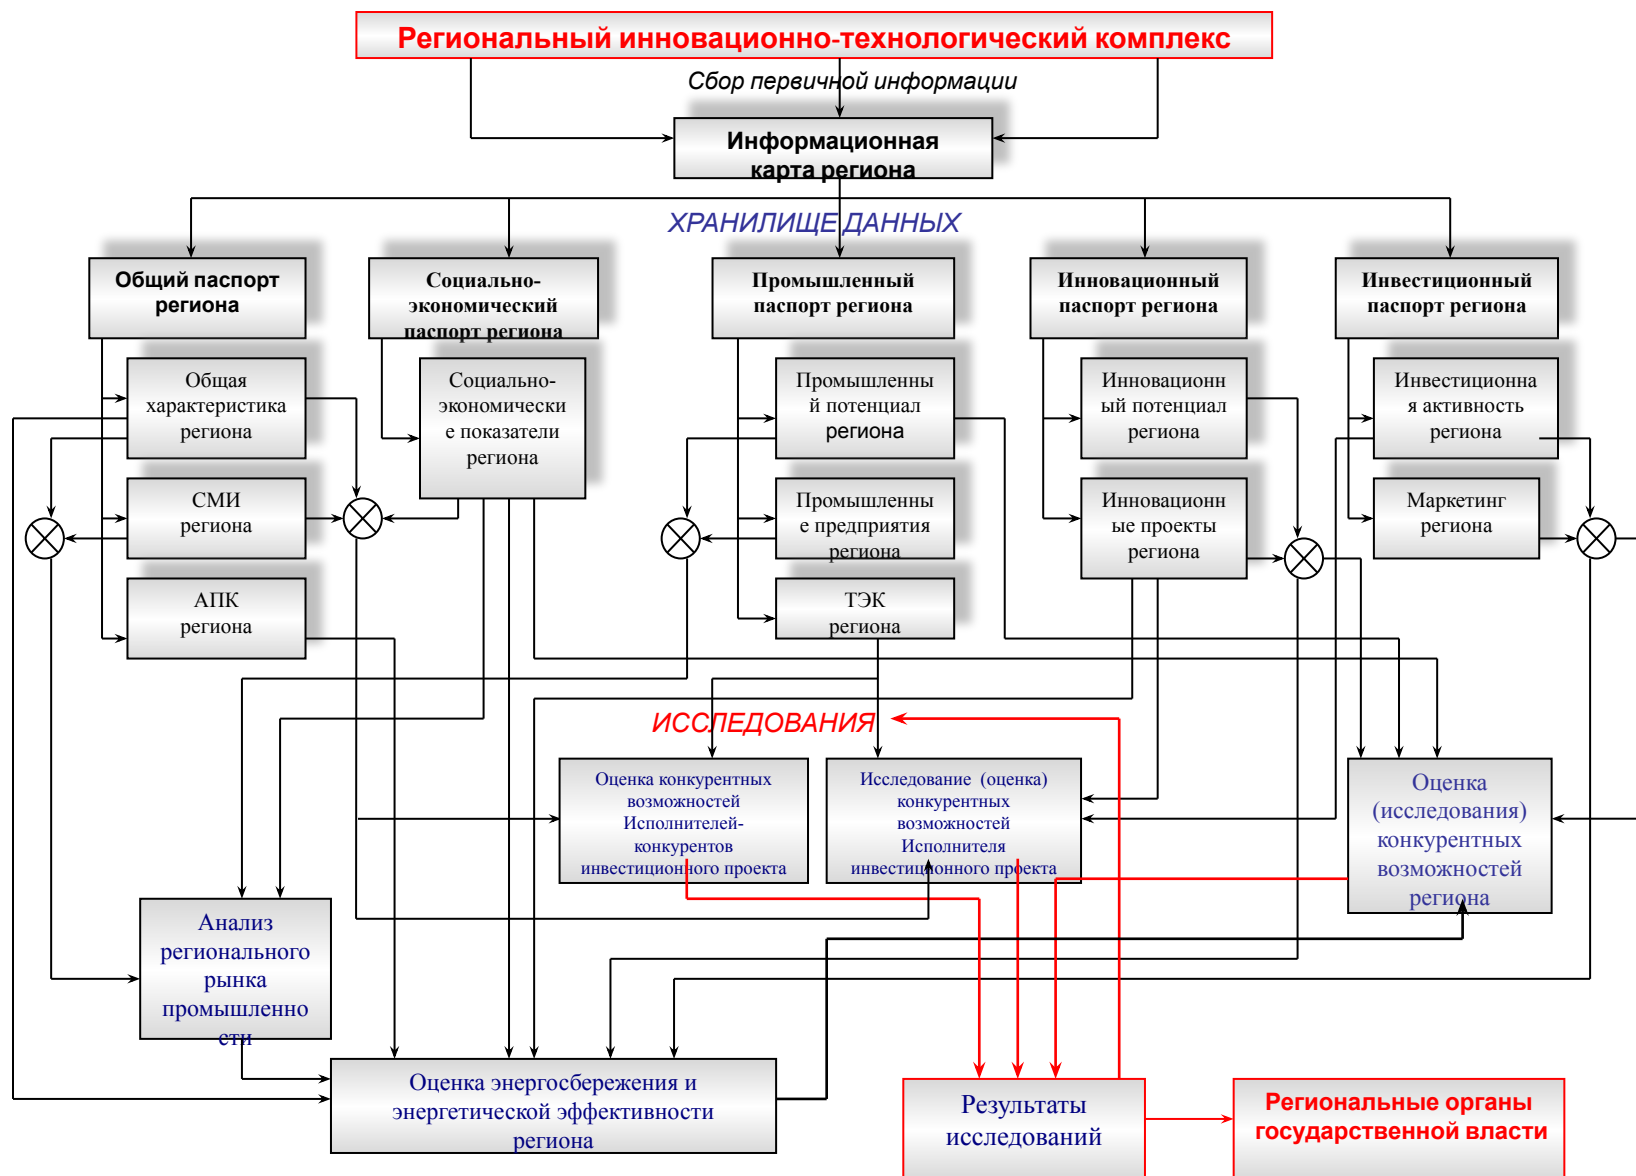 Региональный инновационно-технологический комплекс
Сбор первичной информации
Информационная
карта региона
ХРАНИЛИЩЕ ДАННЫХ
Общий паспорт
региона
Социально-
экономический
паспорт региона
Промышленный
паспорт региона
Инновационный
паспорт региона
Инвестиционный
паспорт региона
Общая
характеристика
региона
СМИ
региона
АПК
региона
Социально-
экономически
е показатели
региона
Промышленны
й потенциал
региона
Промышленны
е предприятия
региона
ТЭК
региона
Инновационн
ый потенциал
региона
Инновационн
ые проекты
региона
Инвестиционна
я активность
региона
Маркетинг
региона
ИССЛЕДОВАНИЯ
Оценка конкурентных
возможностей
Исполнителей-
конкурентов
инвестиционного проекта
Исследование (оценка)
конкурентных
возможностей
Исполнителя
инвестиционного проекта
Оценка
(исследования)
конкурентных
возможностей
региона
Анализ
регионального
рынка
промышленно
сти
Оценка энергосбережения и
энергетической эффективности
региона
Результаты
исследований
Региональные органы
государственной власти